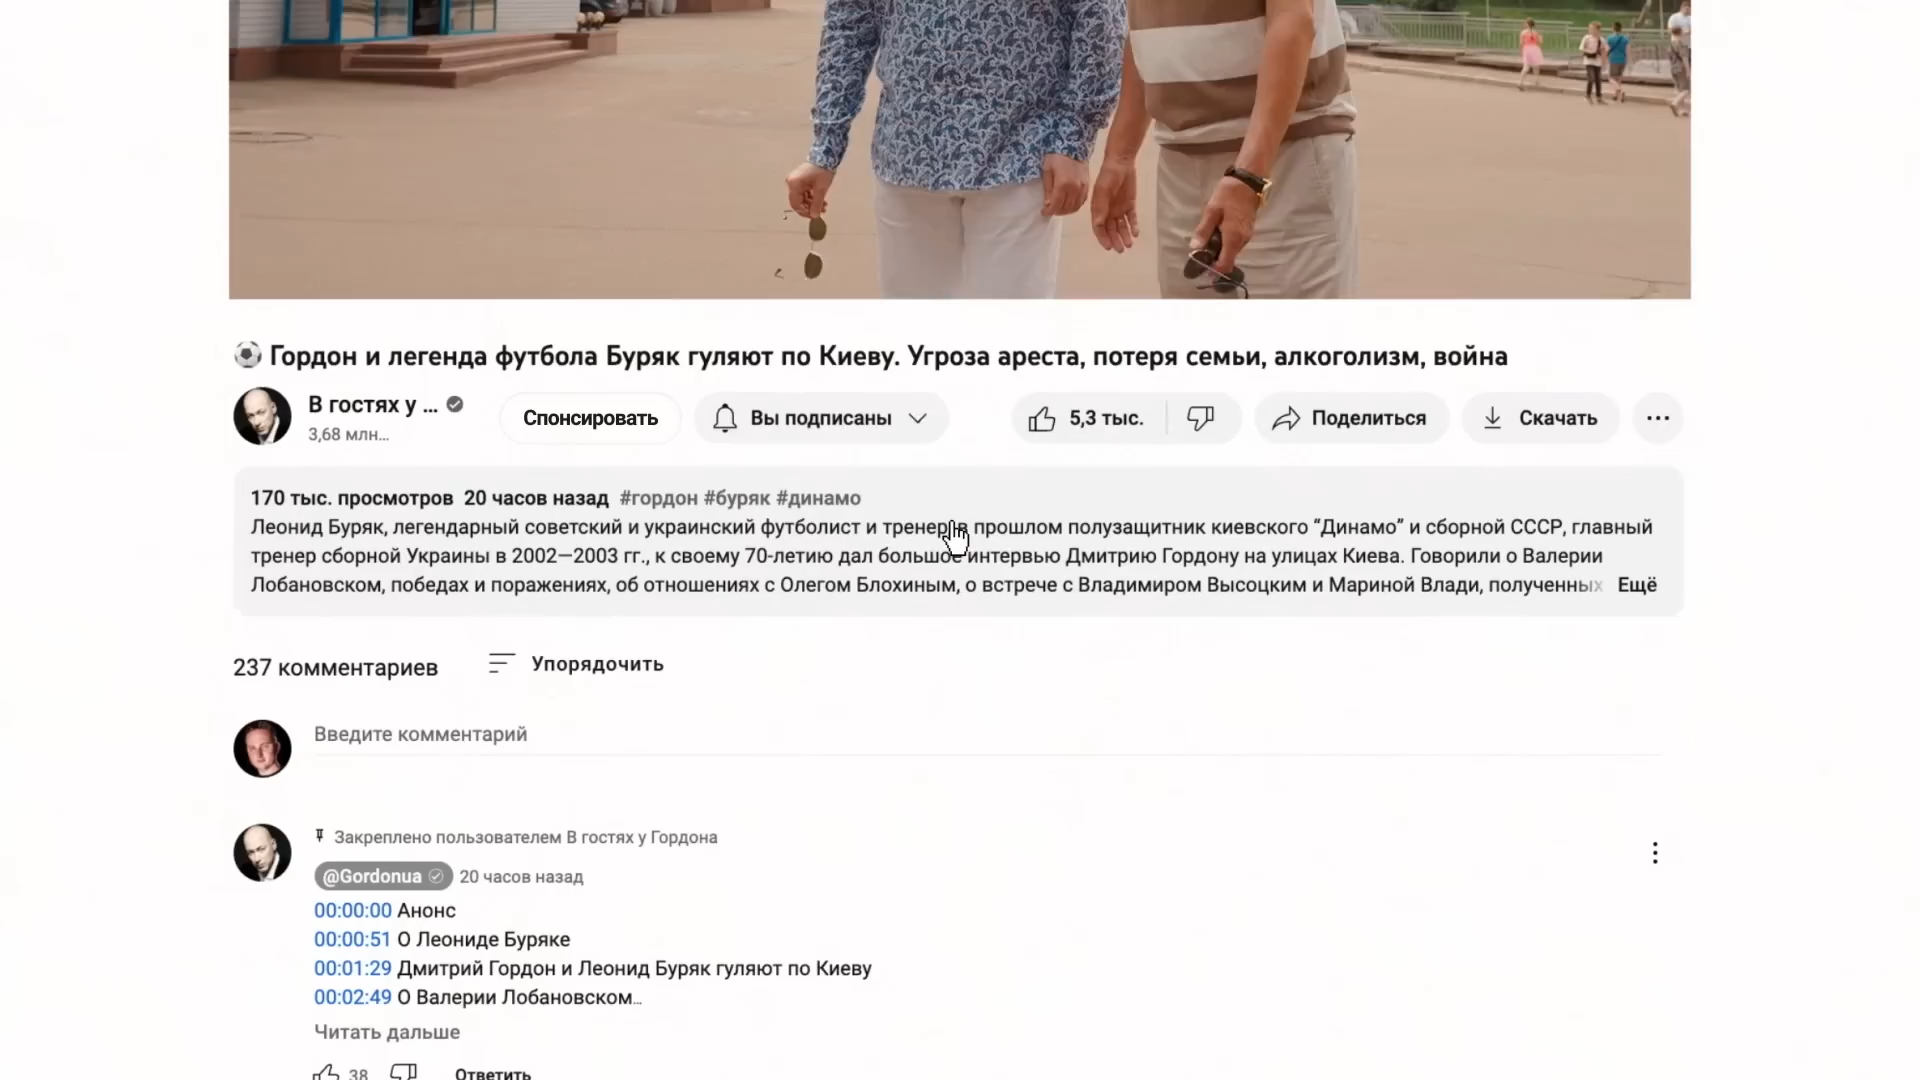 ⚽ Гордон и легенда футбола Буряк гуляют по Киеву. Угроза ареста, потеря семьи, алкоголизм, война
В гостях у ...
3,68 млн...
Спонсировать
Вы подписаны
5,3 тыс.
Поделиться
Скачать
170 тыс. просмотров 20 часов назад #гордон #буряк #динамо
Леонид Буряк, легендарный советский и украинский футболист и тренер в прошлом полузащитник киевского “Динамо” и сборной СССР, главный
тренер сборной Украины в 2002—2003 гг., к своему 70-летию дал большое интервью Дмитрию Гордону на улицах Киева. Говорили о Валерии
Лобановском, победах и поражениях, об отношениях с Олегом Блохиным, о встрече с Владимиром Высоцким и Мариной Влади, полученных Ещё
237 комментариев
Упорядочить
Введите комментарий
Закреплено пользователем В гостях у Гордона
@Gordonua 20 часов назад
00:00:00 Анонс
00:00:51 О Леониде Буряке
00:01:29 Дмитрий Гордон и Леонид Буряк гуляют по Киеву
00:02:49 О Валерии Лобановском...
Читать дальше
38 Ответить